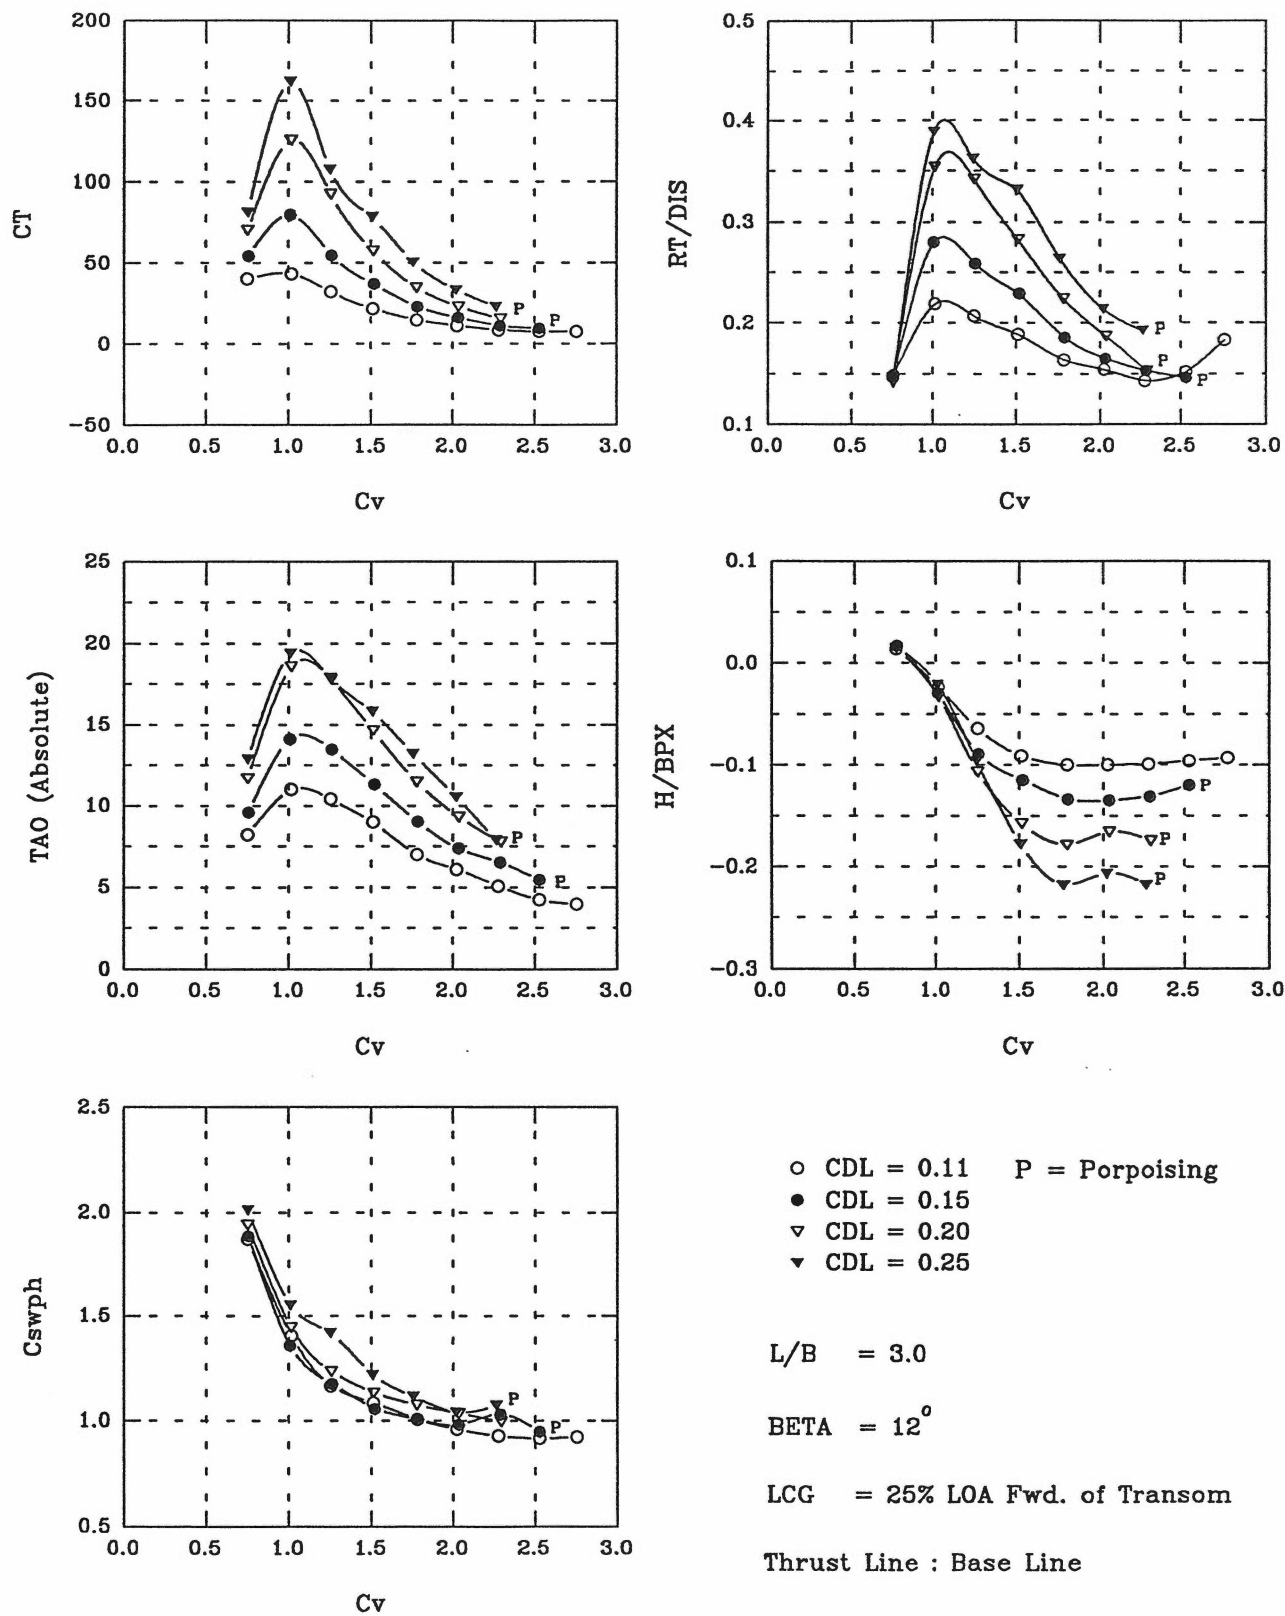 200
150
100
50
0
-50
0.0 0.5 1.0 1.5 2.0 2.5 3.0
CT
Cv
P
P
0.5
0.4
0.3
0.2
0.1
0.0 0.5 1.0 1.5 2.0 2.5 3.0
RT/DIS
Cv
P
P
P
25
20
15
10
5
0
0.0 0.5 1.0 1.5 2.0 2.5 3.0
TAO (Absolute)
Cv
P
P
0.1
0.0
-0.1
-0.2
-0.3
0.0 0.5 1.0 1.5 2.0 2.5 3.0
H/BPX
Cv
P
P
P
2.5
2.0
1.5
1.0
0.5
0.0 0.5 1.0 1.5 2.0 2.5 3.0
Cswph
Cv
P
P
CDL = 0.11 P = Porpoising
CDL = 0.15
CDL = 0.20
CDL = 0.25
L/B = 3.0
BETA = 12°
LCG = 25% LOA Fwd. of Transom
Thrust Line : Base Line